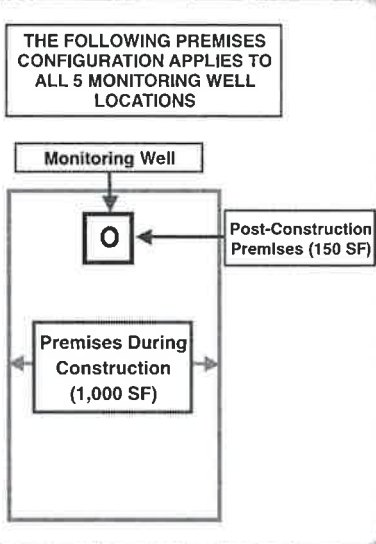 THE FOLLOWING PREMISES
CONFIGURATION APPLIES TO
ALL 5 MONITORING WELL
LOCATIONS
Monitoring Well
O
Post-Construction
Premises (150 SF)
Premises During
Construction
(1,000 SF)